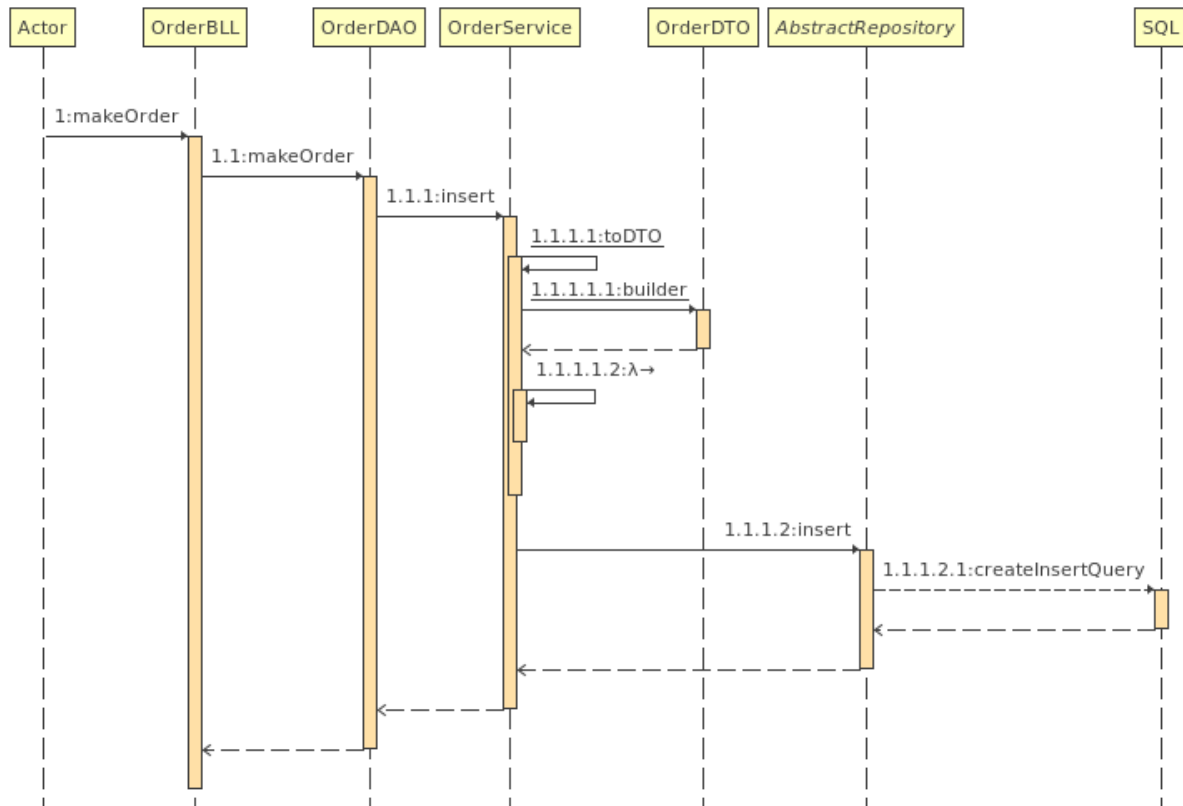 Actor
OrderBLL
OrderDAO
OrderService
OrderDTO
AbstractRepository
SQL
1:makeOrder
1.1:makeOrder
1.1.1:insert
1.1.1.1:toDTO
1.1.1.1.1:builder
1.1.1.1.2:λ→
1.1.1.2:insert
1.1.1.2.1:createInsertQuery